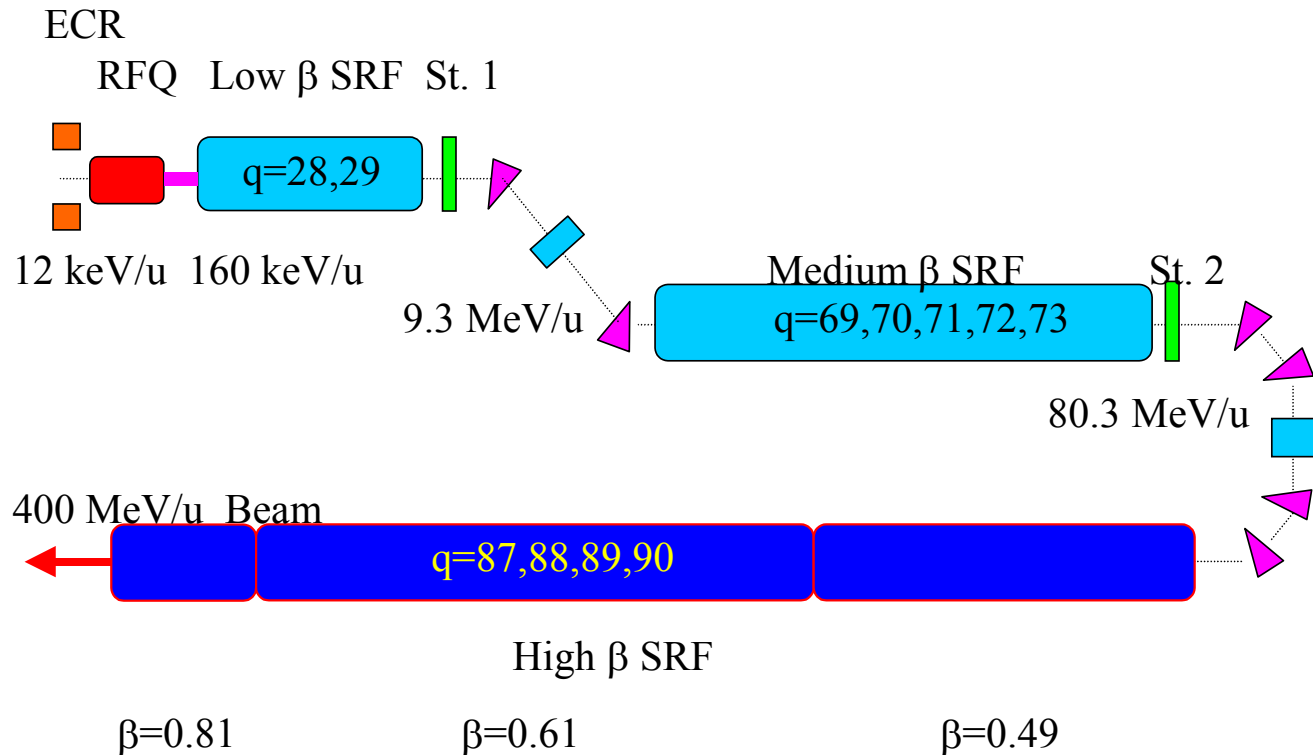 ECR
RFQ Low β SRF St. 1
q=28,29
12 keV/u 160 keV/u
Medium β SRF St. 2
9.3 MeV/u
q=69,70,71,72,73
80.3 MeV/u
400 MeV/u Beam
q=87,88,89,90
High β SRF
β=0.81 β=0.61 β=0.49